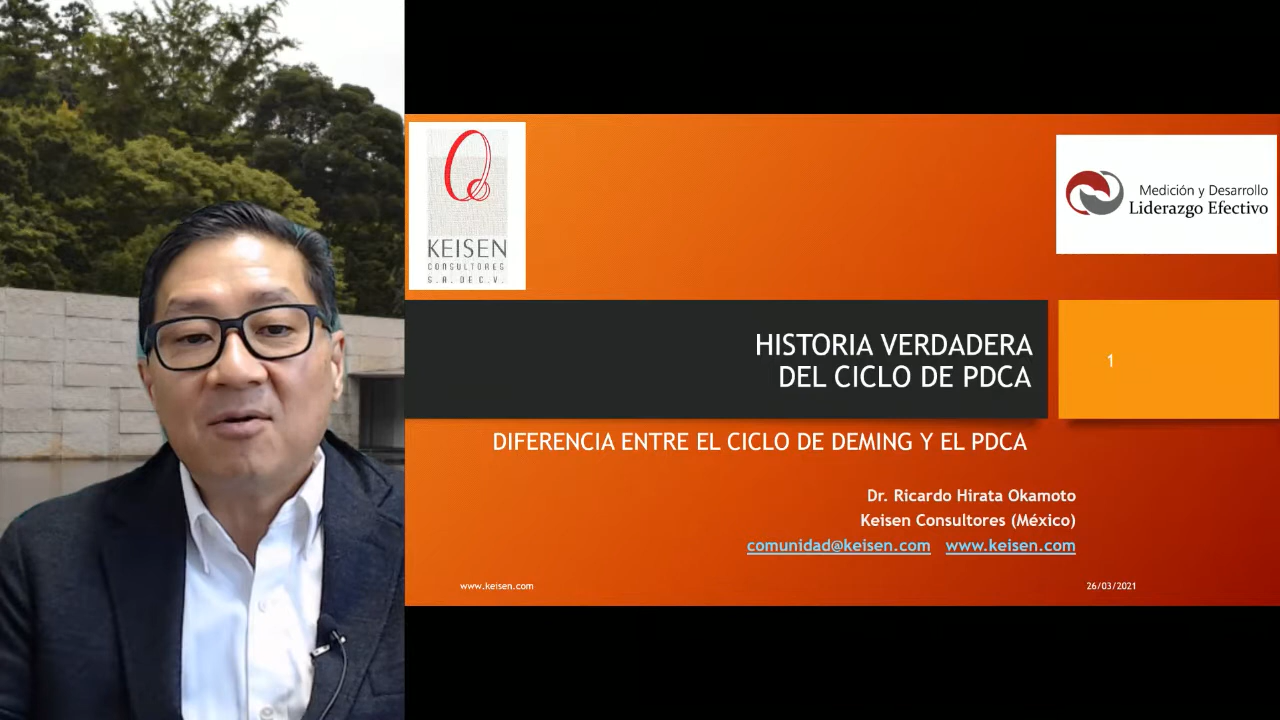 KEISEN
CONSULTORES
S.A. DE C.V.
Medición y Desarrollo
Liderazgo Efectivo
HISTORIA VERDADERA
DEL CICLO DE PDCA
1
DIFERENCIA ENTRE EL CICLO DE DEMING Y EL PDCA
Dr. Ricardo Hirata Okamoto
Keisen Consultores (México)
comunidad@keisen.com www.keisen.com
www.keisen.com
26/03/2021